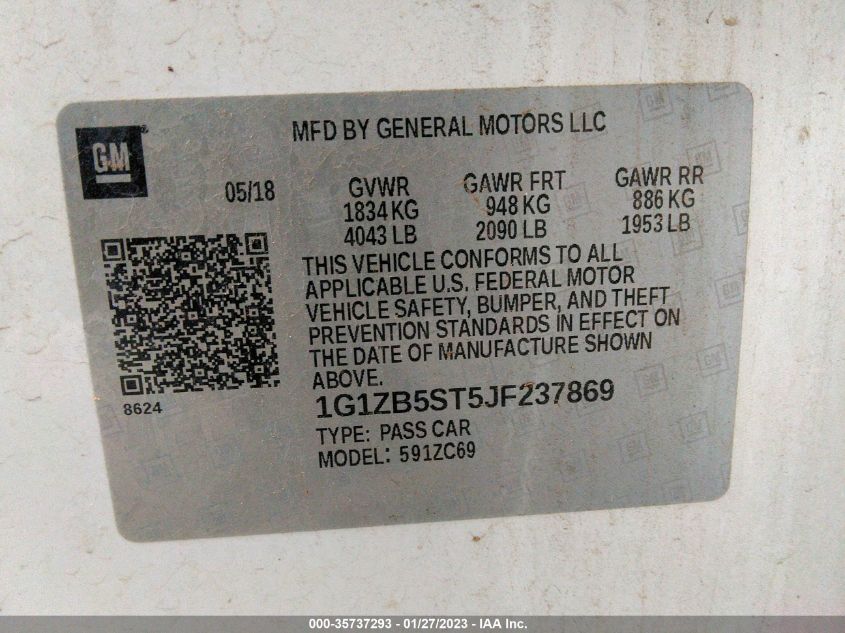 GM
MFD BY GENERAL MOTORS LLC
05/18 GVWR GAWR FRT GAWR RR
1834 KG 948 KG 886 KG
4043 LB 2090 LB 1953 LB
THIS VEHICLE CONFORMS TO ALL
APPLICABLE U.S. FEDERAL MOTOR
VEHICLE SAFETY, BUMPER, AND THEFT
PREVENTION STANDARDS IN EFFECT ON
THE DATE OF MANUFACTURE SHOWN
ABOVE.
8624
1G1ZB5ST5JF237869
TYPE: PASS CAR
MODEL: 591ZC69
000-35737293 - 01/27/2023 - IAA Inc.